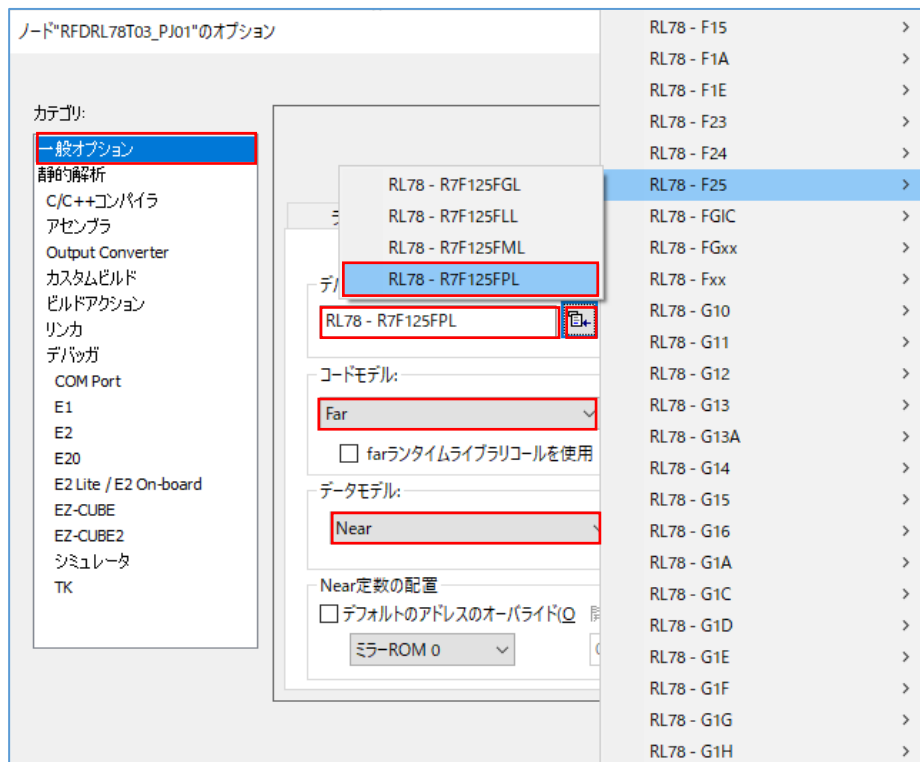 ノード"RFDRL78T03_PJ01"のオプション
カテゴリ:
一般オプション
静的解析
C/C++コンパイラ
アセンブラ
Output Converter
カスタムビルド
ビルドアクション
リンカ
デバッガ
COM Port
E1
E2
E20
E2 Lite / E2 On-board
EZ-CUBE
EZ-CUBE2
シミュレータ
TK
RL78 - R7F125FGL
RL78 - R7F125FLL
RL78 - R7F125FML
RL78 - R7F125FPL
RL78 - R7F125FPL
コードモデル:
Far
farランタイムライブラリコールを使用
データモデル:
Near
Near定数の配置
デフォルトのアドレスのオーバライド(O
ミラーROM 0
RL78 - F15
RL78 - F1A
RL78 - F1E
RL78 - F23
RL78 - F24
RL78 - F25
RL78 - FGIC
RL78 - FGxx
RL78 - Fxx
RL78 - G10
RL78 - G11
RL78 - G12
RL78 - G13
RL78 - G13A
RL78 - G14
RL78 - G15
RL78 - G16
RL78 - G1A
RL78 - G1C
RL78 - G1D
RL78 - G1E
RL78 - G1F
RL78 - G1G
RL78 - G1H